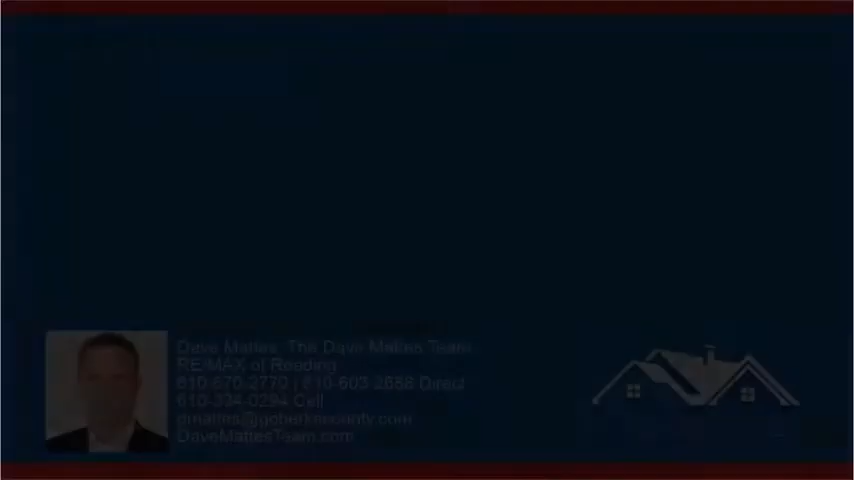 Dave Mattes, The Dave Mattes Team
RE/MAX of Reading
610-670-2770 | 610-603-2688 Direct
610-334-0294 Cell
dmattes@goberkscounty.com
DaveMattesTeam.com